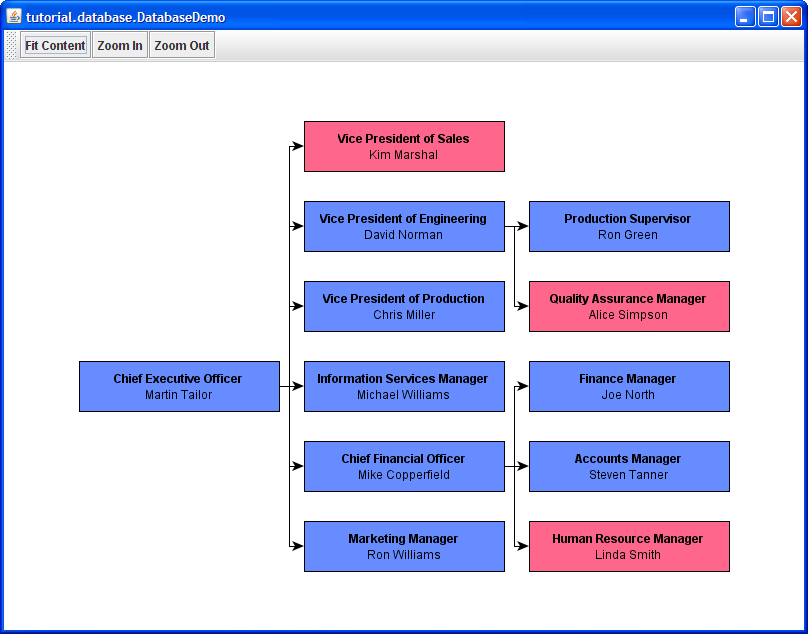 tutorial.database.DatabaseDemo
Fit Content Zoom In Zoom Out
Vice President of Sales
Kim Marshal
Vice President of Engineering
David Norman
Production Supervisor
Ron Green
Vice President of Production
Chris Miller
Quality Assurance Manager
Alice Simpson
Chief Executive Officer
Martin Tailor
Information Services Manager
Michael Williams
Finance Manager
Joe North
Chief Financial Officer
Mike Copperfield
Accounts Manager
Steven Tanner
Marketing Manager
Ron Williams
Human Resource Manager
Linda Smith